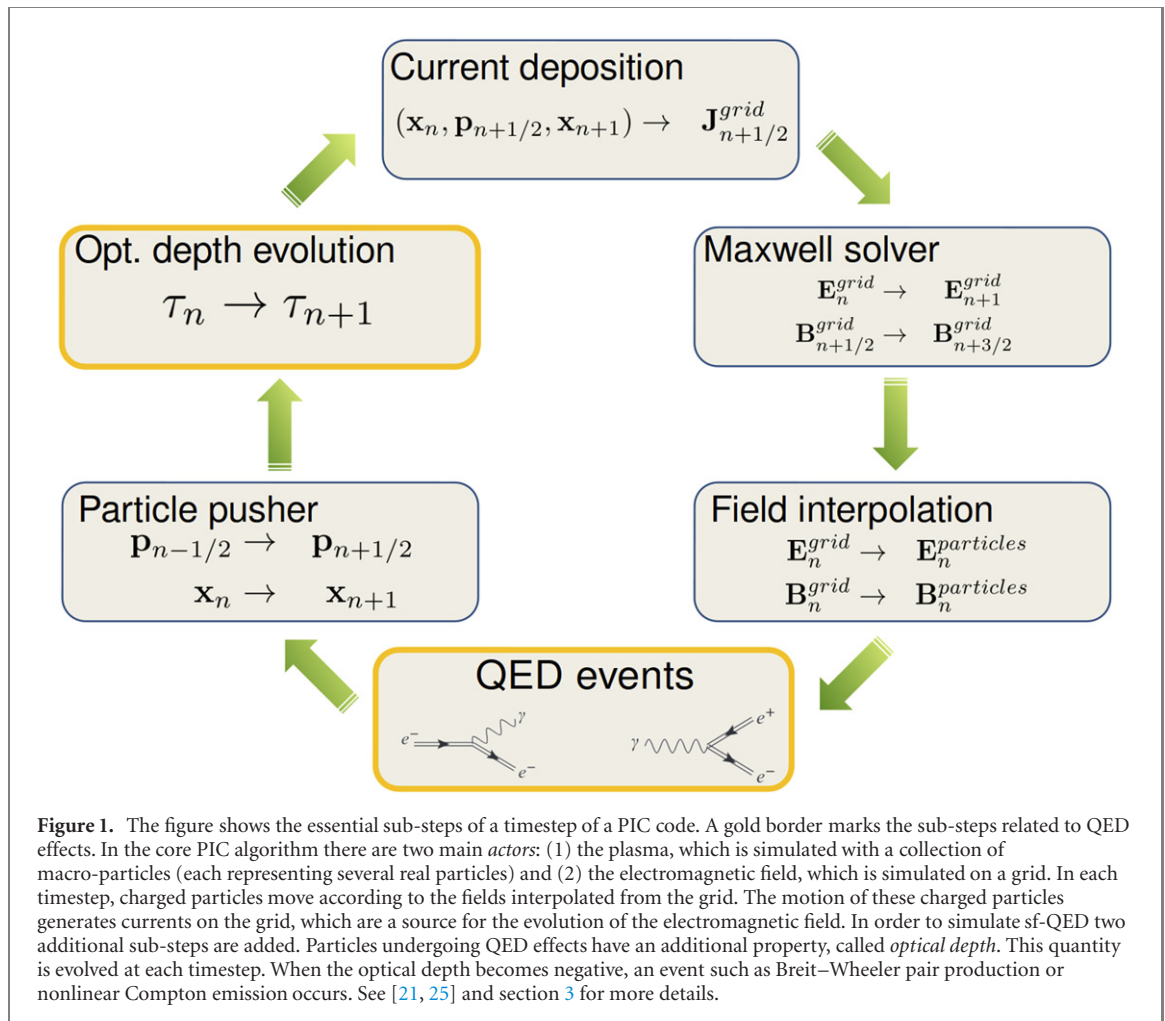 Current deposition
(x_n, p_{n+1/2}, x_{n+1}) → J^{grid}_{n+1/2}
Opt. depth evolution
τ_n → τ_{n+1}
Maxwell solver
E^{grid}_n → E^{grid}_{n+1}
B^{grid}_{n+1/2} → B^{grid}_{n+3/2}
Particle pusher
p_{n−1/2} → p_{n+1/2}
x_n → x_{n+1}
Field interpolation
E^{grid}_n → E^{particles}_n
B^{grid}_n → B^{particles}_n
QED events
e^− γ e^−
γ e^+ e^−
Figure 1. The figure shows the essential sub-steps of a timestep of a PIC code. A gold border marks the sub-steps related to QED
effects. In the core PIC algorithm there are two main actors: (1) the plasma, which is simulated with a collection of
macro-particles (each representing several real particles) and (2) the electromagnetic field, which is simulated on a grid. In each
timestep, charged particles move according to the fields interpolated from the grid. The motion of these charged particles
generates currents on the grid, which are a source for the evolution of the electromagnetic field. In order to simulate sf-QED two
additional sub-steps are added. Particles undergoing QED effects have an additional property, called optical depth. This quantity
is evolved at each timestep. When the optical depth becomes negative, an event such as Breit–Wheeler pair production or
nonlinear Compton emission occurs. See [21, 25] and section 3 for more details.